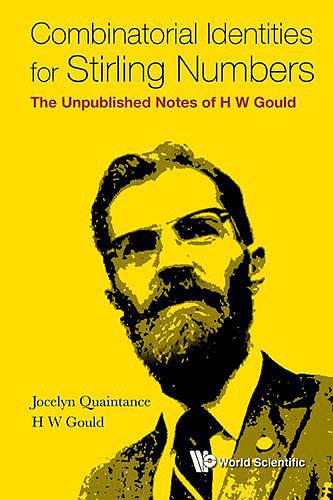 Combinatorial Identities
for Stirling Numbers
The Unpublished Notes of H W Gould
Jocelyn Quaintance
H W Gould
World Scientific